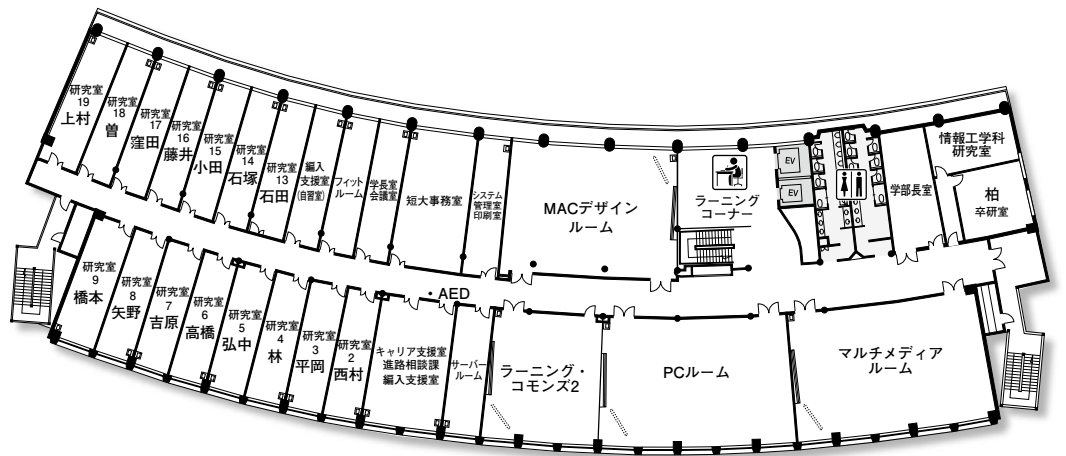 研究室
19
上村
研究室
18
曽
研究室
17
窪田
研究室
16
藤井
研究室
15
小田
研究室
14
石塚
研究室
13
石田
編入
支援室
(自習室)
フィット
ルーム
学長室
会議室
短大事務室
システム
管理室
印刷室
MACデザイン
ルーム
ラーニング
コーナー
EV
EV
学部長室
情報工学科
研究室
柏
卒研室
・AED
研究室
9
橋本
研究室
8
矢野
研究室
7
吉原
研究室
6
高橋
研究室
5
弘中
研究室
4
林
研究室
3
平岡
研究室
2
西村
キャリア支援室
進路相談課
編入支援室
サーバー
ルーム
ラーニング・
コモンズ2
PCルーム
マルチメディア
ルーム